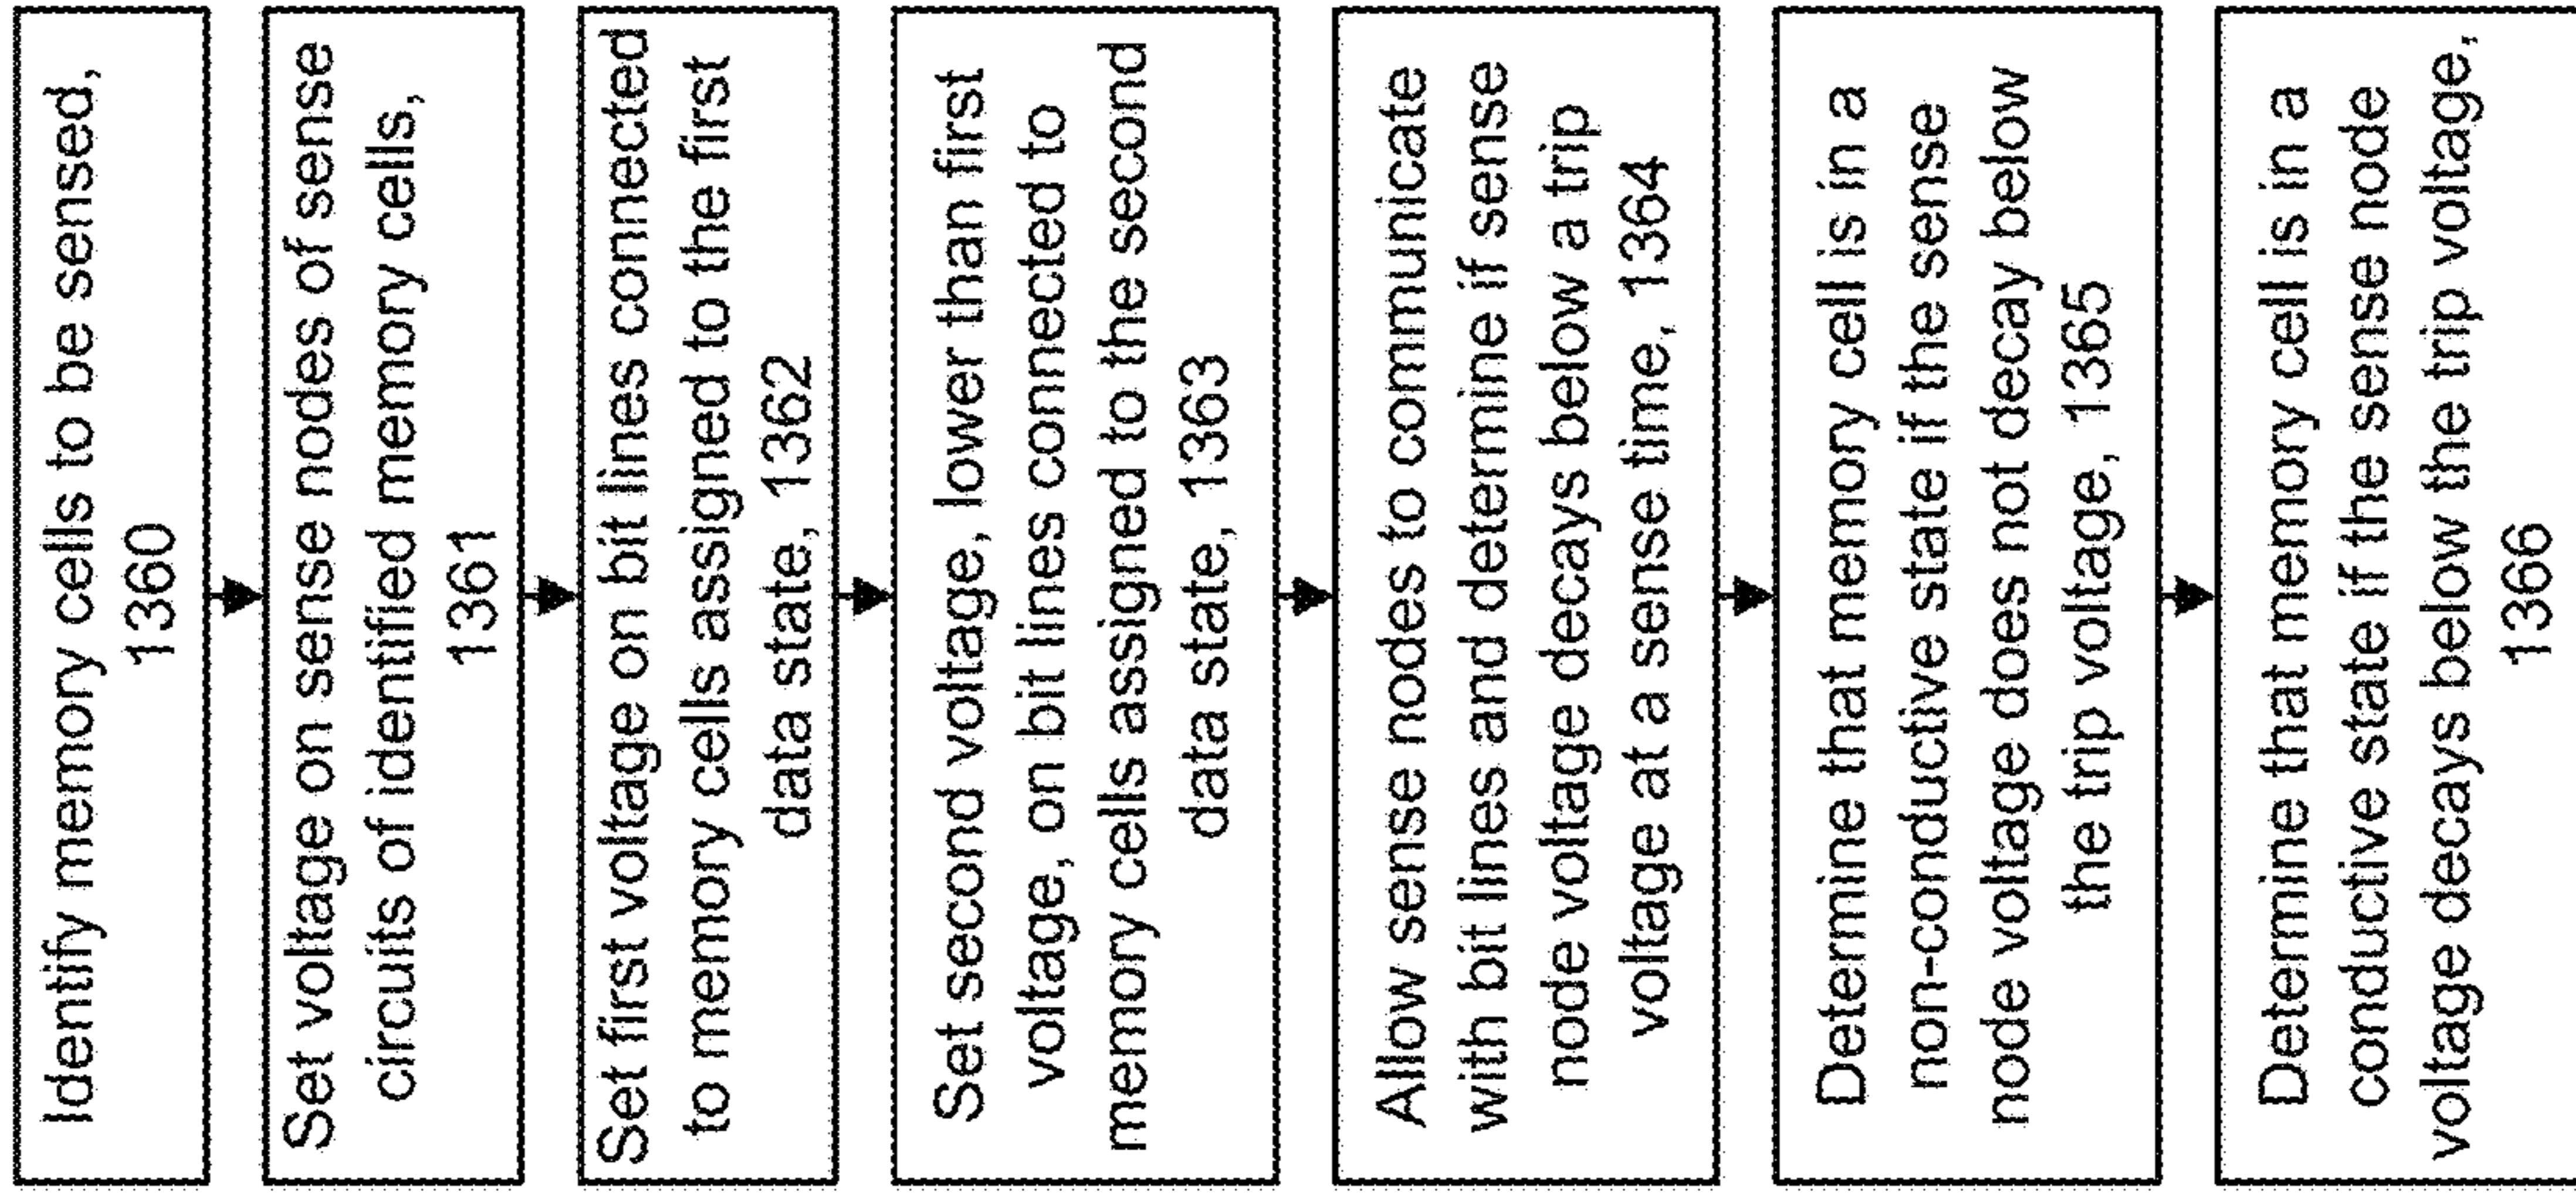 Identify memory cells to be sensed,
1360
Set voltage on sense nodes of sense
circuits of identified memory cells,
1361
Set first voltage on bit lines connected
to memory cells assigned to the first
data state, 1362
Set second voltage, lower than first
voltage, on bit lines connected to
memory cells assigned to the second
data state, 1363
Allow sense nodes to communicate
with bit lines and determine if sense
node voltage decays below a trip
voltage at a sense time, 1364
Determine that memory cell is in a
non-conductive state if the sense
node voltage does not decay below
the trip voltage, 1365
Determine that memory cell is in a
conductive state if the sense node
voltage decays below the trip voltage,
1366